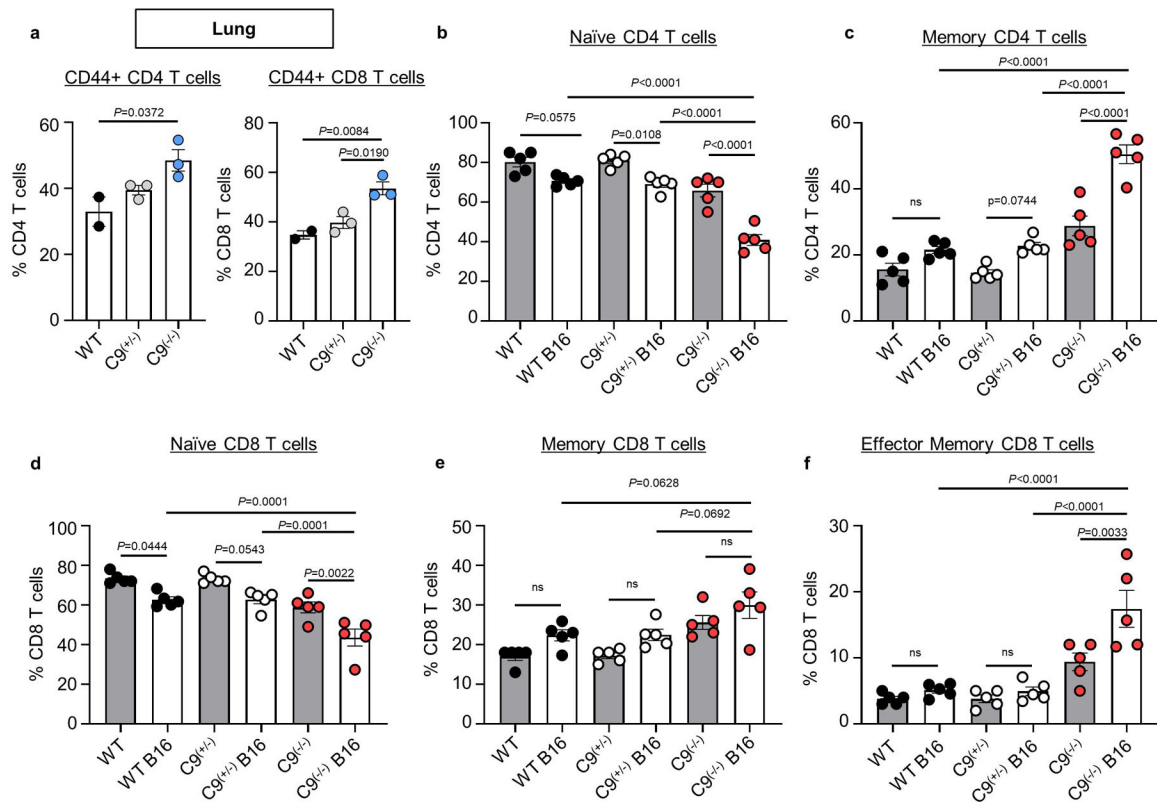 Lung
a
CD44+ CD4 T cells
P=0.0372
60
40
20
0
% CD4 T cells
WT
C9(+/-)
C9(-/-)
CD44+ CD8 T cells
P=0.0084
P=0.0190
80
60
40
20
0
% CD8 T cells
WT
C9(+/-)
C9(-/-)
b
Naïve CD4 T cells
P<0.0001
P=0.0575
P=0.0108
P<0.0001
P<0.0001
100
80
60
40
20
0
% CD4 T cells
WT
WT B16
C9(+/-)
C9(+/-) B16
C9(-/-)
C9(-/-) B16
c
Memory CD4 T cells
P<0.0001
P<0.0001
P<0.0001
ns
p=0.0744
60
40
20
0
% CD4 T cells
WT
WT B16
C9(+/-)
C9(+/-) B16
C9(-/-)
C9(-/-) B16
d
Naïve CD8 T cells
P=0.0001
P=0.0001
P=0.0444
P=0.0543
P=0.0022
100
80
60
40
20
0
% CD8 T cells
WT
WT B16
C9(+/-)
C9(+/-) B16
C9(-/-)
C9(-/-) B16
e
Memory CD8 T cells
P=0.0628
P=0.0692
ns
ns
ns
50
40
30
20
10
0
% CD8 T cells
WT
WT B16
C9(+/-)
C9(+/-) B16
C9(-/-)
C9(-/-) B16
f
Effector Memory CD8 T cells
P<0.0001
P<0.0001
P=0.0033
ns
ns
30
20
10
0
% CD8 T cells
WT
WT B16
C9(+/-)
C9(+/-) B16
C9(-/-)
C9(-/-) B16